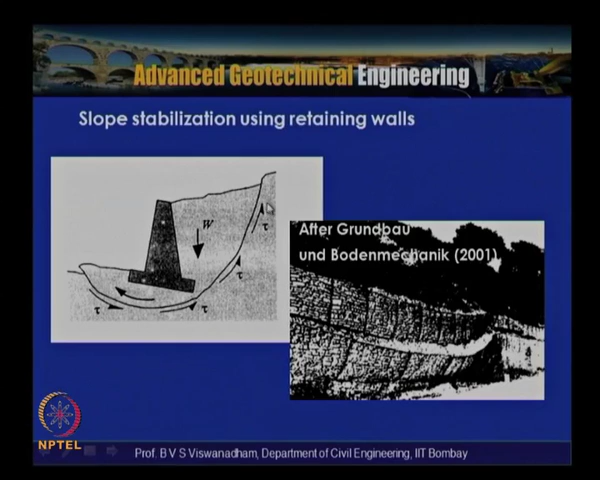 Advanced Geotechnical Engineering
Slope stabilization using retaining walls
W
τ
τ
τ
τ
After Grundbau
und Bodenmechanik (2001)
NPTEL
Prof. B V S Viswanadham, Department of Civil Engineering, IIT Bombay